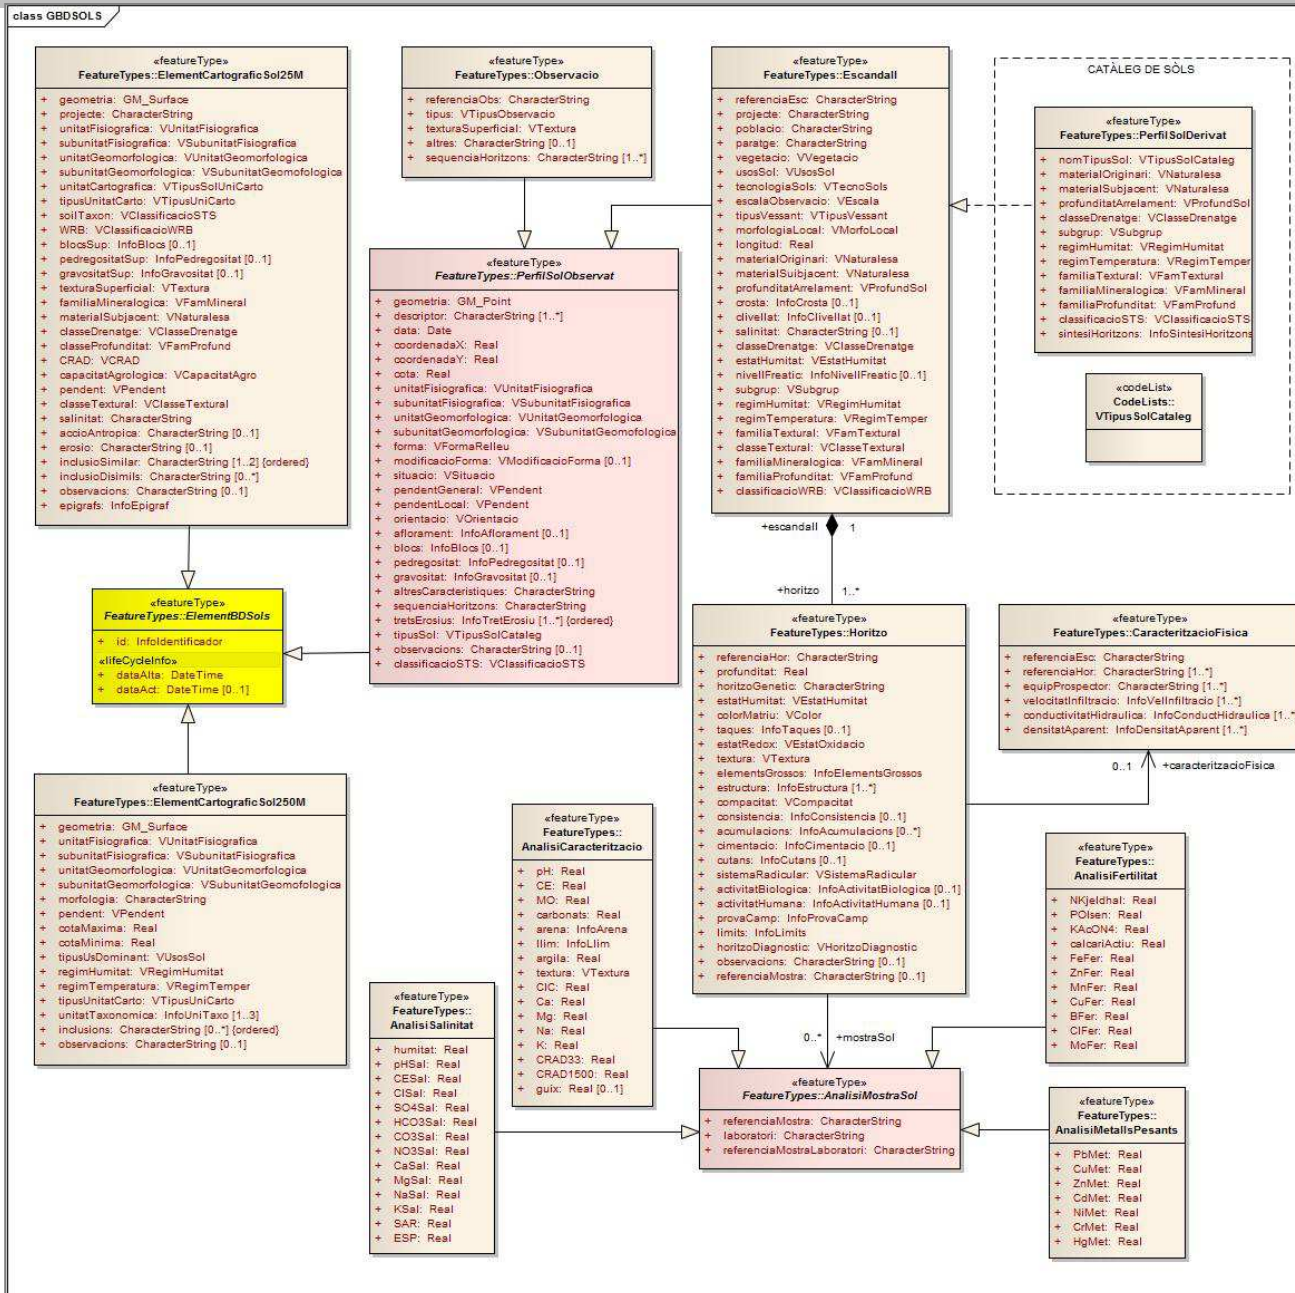 class GBDSOLS
«featureType»
FeatureTypes::ElementCartograficSol25M
+ geometria: GM_Surface
+ projecte: CharacterString
+ unitatFisiografica: VUnitatFisiografica
+ subunitatFisiografica: VSubunitatFisiografica
+ unitatGeomorfologica: VUnitatGeomorfologica
+ subunitatGeomorfologica: VSubunitatGeomofologica
+ unitatCartografica: VTipusSolUniCarto
+ tipusUnitatCarto: VTipusUniCarto
+ soilTaxon: VClassificacioSTS
+ WRB: VClassificacioWRB
+ blocsSup: InfoBlocs [0..1]
+ pedregositatSup: InfoPedregositat [0..1]
+ gravositatSup: InfoGravositat [0..1]
+ texturaSuperficial: VTextura
+ familiaMineralogica: VFamMineral
+ materialSubjacent: VNaturalesa
+ classeDrenatge: VClasseDrenatge
+ classeProfunditat: VFamProfund
+ CRAD: VCRAD
+ capacitatAgrologica: VCapacitatAgro
+ pendent: VPendent
+ classeTextural: VClasseTextural
+ salinitat: CharacterString
+ accioAntropica: CharacterString [0..1]
+ erosio: CharacterString [0..1]
+ inclusioSimilar: CharacterString [1..2] {ordered}
+ inclusioDisimils: CharacterString [0..*]
+ observacions: CharacterString [0..1]
+ epigrafs: InfoEpigraf
«featureType»
FeatureTypes::Observacio
+ referenciaObs: CharacterString
+ tipus: VTipusObservacio
+ texturaSuperficial: VTextura
+ altres: CharacterString [0..1]
+ sequenciaHoritzons: CharacterString [1..*]
«featureType»
FeatureTypes::Escandall
+ referenciaEsc: CharacterString
+ projecte: CharacterString
+ poblacio: CharacterString
+ paratge: CharacterString
+ vegetacio: VVegetacio
+ usosSol: VUsosSol
+ tecnologiaSols: VTecnoSols
+ escalaObservacio: VEscala
+ tipusVessant: VTipusVessant
+ morfologiaLocal: VMorfoLocal
+ longitud: Real
+ materialOriginari: VNaturalesa
+ materialSuibjacent: VNaturalesa
+ profunditatArrelament: VProfundSol
+ crosta: InfoCrosta [0..1]
+ clivellat: InfoClivellat [0..1]
+ salinitat: CharacterString [0..1]
+ classeDrenatge: VClasseDrenatge
+ estatHumitat: VEstatHumitat
+ nivellFreatic: InfoNivellFreatic [0..1]
+ subgrup: VSubgrup
+ regimHumitat: VRegimHumitat
+ regimTemperatura: VRegimTemper
+ familiaTextural: VFamTextural
+ classeTextural: VClasseTextural
+ familiaMineralogica: VFamMineral
+ familiaProfunditat: VFamProfund
+ classificacioWRB: VClassificacioWRB
CATÀLEG DE SÒLS
«featureType»
FeatureTypes::PerfilSolDerivat
+ nomTipusSol: VTipusSolCataleg
+ materialOriginari: VNaturalesa
+ materialSubjacent: VNaturalesa
+ profunditatArrelament: VProfundSol
+ classeDrenatge: VClasseDrenatge
+ subgrup: VSubgrup
+ regimHumitat: VRegimHumitat
+ regimTemperatura: VRegimTemper
+ familiaTextural: VFamTextural
+ familiaMineralogica: VFamMineral
+ familiaProfunditat: VFamProfund
+ classificacioSTS: VClassificacioSTS
+ sintesiHoritzons: InfoSintesiHoritzons
«codeList»
CodeLists::
VTipusSolCataleg
«featureType»
FeatureTypes::PerfilSolObservat
+ geometria: GM_Point
+ descriptor: CharacterString [1..*]
+ data: Date
+ coordenadaX: Real
+ coordenadaY: Real
+ cota: Real
+ unitatFisiografica: VUnitatFisiografica
+ subunitatFisiografica: VSubunitatFisiografica
+ unitatGeomorfologica: VUnitatGeomorfologica
+ subunitatGeomorfologica: VSubunitatGeomofologica
+ forma: VFormaRelleu
+ modificacioForma: VModificacioForma [0..1]
+ situacio: VSituacio
+ pendentGeneral: VPendent
+ pendentLocal: VPendent
+ orientacio: VOrientacio
+ aflorament: InfoAflorament [0..1]
+ blocs: InfoBlocs [0..1]
+ pedregositat: InfoPedregositat [0..1]
+ gravositat: InfoGravositat [0..1]
+ altresCaracteristiques: CharacterString
+ sequenciaHoritzons: CharacterString
+ tretsErosius: InfoTretErosiu [1..*] {ordered}
+ tipusSol: VTipusSolCataleg
+ observacions: CharacterString [0..1]
+ classificacioSTS: VClassificacioSTS
+escandall 1
+horitzo 1..*
«featureType»
FeatureTypes::ElementBDSols
+ id: InfoIdentificador
«lifeCycleInfo»
+ dataAlta: DateTime
+ dataAct: DateTime [0..1]
«featureType»
FeatureTypes::Horitzo
+ referenciaHor: CharacterString
+ profunditat: Real
+ horitzoGenetic: CharacterString
+ estatHumitat: VEstatHumitat
+ colorMatriu: VColor
+ taques: InfoTaques [0..1]
+ estatRedox: VEstatOxidacio
+ textura: VTextura
+ elementsGrossos: InfoElementsGrossos
+ estructura: InfoEstructura [1..*]
+ compacitat: VCompacitat
+ consistencia: InfoConsistencia [0..1]
+ acumulacions: InfoAcumulacions [0..*]
+ cimentacio: InfoCimentacio [0..1]
+ cutans: InfoCutans [0..1]
+ sistemaRadicular: VSistemaRadicular
+ activitatBiologica: InfoActivitatBiologica [0..1]
+ activitatHumana: InfoActivitatHumana [0..1]
+ provaCamp: InfoProvaCamp
+ limits: InfoLimits
+ horitzoDiagnostic: VHoritzoDiagnostic
+ observacions: CharacterString [0..1]
+ referenciaMostra: CharacterString [0..1]
«featureType»
FeatureTypes::CaracteritzacioFisica
+ referenciaEsc: CharacterString
+ referenciaHor: CharacterString [1..*]
+ equipProspector: CharacterString [1..*]
+ velocitatInfiltracio: InfoVelInfiltracio [1..*]
+ conductivitatHidraulica: InfoConductHidraulica [1..*
+ densitatAparent: InfoDensitatAparent [1..*]
0..1 +caracteritzacioFisica
«featureType»
FeatureTypes::ElementCartograficSol250M
+ geometria: GM_Surface
+ unitatFisiografica: VUnitatFisiografica
+ subunitatFisiografica: VSubunitatFisiografica
+ unitatGeomorfologica: VUnitatGeomorfologica
+ subunitatGeomorfologica: VSubunitatGeomofologica
+ morfologia: CharacterString
+ pendent: VPendent
+ cotaMaxima: Real
+ cotaMinima: Real
+ tipusUsDominant: VUsosSol
+ regimHumitat: VRegimHumitat
+ regimTemperatura: VRegimTemper
+ tipusUnitatCarto: VTipusUniCarto
+ unitatTaxonomica: InfoUniTaxo [1..3]
+ inclusions: CharacterString [0..*] {ordered}
+ observacions: CharacterString [0..1]
«featureType»
FeatureTypes::
AnalisiCaracteritzacio
+ pH: Real
+ CE: Real
+ MO: Real
+ carbonats: Real
+ arena: InfoArena
+ llim: InfoLlim
+ argila: Real
+ textura: VTextura
+ CIC: Real
+ Ca: Real
+ Mg: Real
+ Na: Real
+ K: Real
+ CRAD33: Real
+ CRAD1500: Real
+ guix: Real [0..1]
«featureType»
FeatureTypes::
AnalisiFertilitat
+ NKjeldhal: Real
+ POlsen: Real
+ KAcON4: Real
+ calcariActiu: Real
+ FeFer: Real
+ ZnFer: Real
+ MnFer: Real
+ CuFer: Real
+ BFer: Real
+ ClFer: Real
+ MoFer: Real
«featureType»
FeatureTypes::
AnalisiSalinitat
+ humitat: Real
+ pHSal: Real
+ CESal: Real
+ ClSal: Real
+ SO4Sal: Real
+ HCO3Sal: Real
+ CO3Sal: Real
+ NO3Sal: Real
+ CaSal: Real
+ MgSal: Real
+ NaSal: Real
+ KSal: Real
+ SAR: Real
+ ESP: Real
0..* +mostraSol
«featureType»
FeatureTypes::AnalisiMostraSol
+ referenciaMostra: CharacterString
+ laboratori: CharacterString
+ referenciaMostraLaboratori: CharacterString
«featureType»
FeatureTypes::
AnalisiMetallsPesants
+ PbMet: Real
+ CuMet: Real
+ ZnMet: Real
+ CdMet: Real
+ NiMet: Real
+ CrMet: Real
+ HgMet: Real